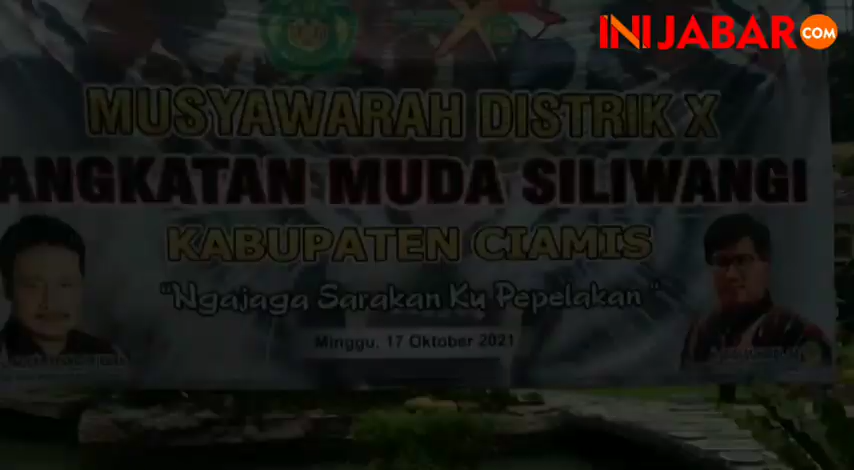 INIJABAR.COM
MUSYAWARAH DISTRIK X
ANGKATAN MUDA SILIWANGI
KABUPATEN CIAMIS
"Ngajaga Sarakan Ku Pepelakan"
Minggu, 17 Oktober 2021